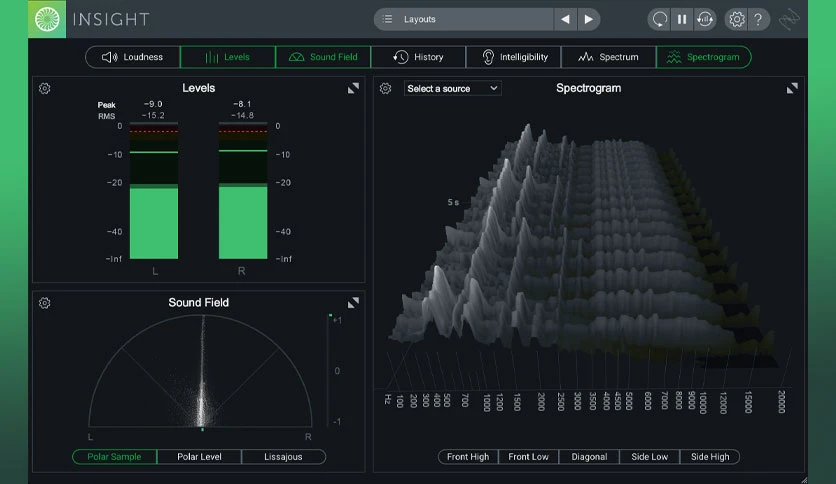 INSIGHT
Layouts
?
Loudness
Levels
Sound Field
History
Intelligibility
Spectrum
Spectrogram
Levels
Peak -9.0 -8.1
RMS -15.2 -14.8
0 0
-10 -10
-20 -20
-40 -40
-Inf -Inf
L R
Sound Field
+1
0
-1
L R
Polar Sample
Polar Level
Lissajous
Select a source
Spectrogram
5 s
Hz 100 200 300 400 500 700 1000 1200 1500 2000 2500 3000 3500 4000 4500 5000 6000 7000 8000 9000 10000 12000 15000 20000
Front High
Front Low
Diagonal
Side Low
Side High